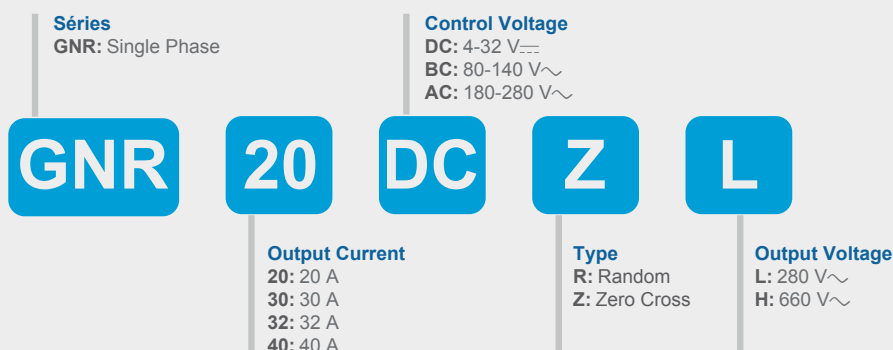 Séries
GNR: Single Phase
Control Voltage
DC: 4-32 V⎓
BC: 80-140 V～
AC: 180-280 V～
GNR 20 DC Z L
Output Current
20: 20 A
30: 30 A
32: 32 A
40: 40 A
Type
R: Random
Z: Zero Cross
Output Voltage
L: 280 V～
H: 660 V～